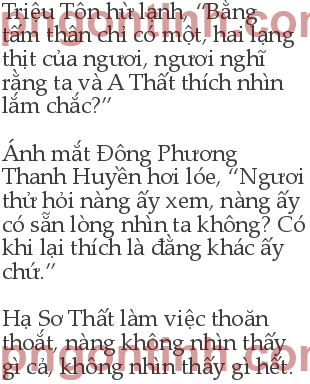 Triệu Tôn hừ lạnh, “Bằng
tấm thân chỉ có một, hai lạng
thịt của ngươi, ngươi nghĩ
rằng ta và A Thất thích nhìn
lắm chắc?”
Ánh mắt Đông Phương
Thanh Huyền hơi lóe, “Ngươi
thử hỏi nàng ấy xem, nàng ấy
có sẵn lòng nhìn ta không? Có
khi lại thích là đằng khác ấy
chứ.”
Hạ Sơ Thất làm việc thoăn
thoắt, nàng không nhìn thấy
gì cả, không nhìn thấy gì hết..